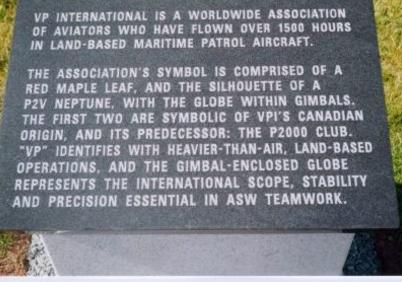 VP INTERNATIONAL IS A WORLDWIDE ASSOCIATION
OF AVIATORS WHO HAVE FLOWN OVER 1500 HOURS
IN LAND-BASED MARITIME PATROL AIRCRAFT.
THE ASSOCIATION'S SYMBOL IS COMPRISED OF A
RED MAPLE LEAF, AND THE SILHOUETTE OF A
P2V NEPTUNE, WITH THE GLOBE WITHIN GIMBALS.
THE FIRST TWO ARE SYMBOLIC OF VPI'S CANADIAN
ORIGIN, AND ITS PREDECESSOR: THE P2000 CLUB.
"VP" IDENTIFIES WITH HEAVIER-THAN-AIR, LAND-BASED
OPERATIONS, AND THE GIMBAL-ENCLOSED GLOBE
REPRESENTS THE INTERNATIONAL SCOPE, STABILITY
AND PRECISION ESSENTIAL IN ASW TEAMWORK.